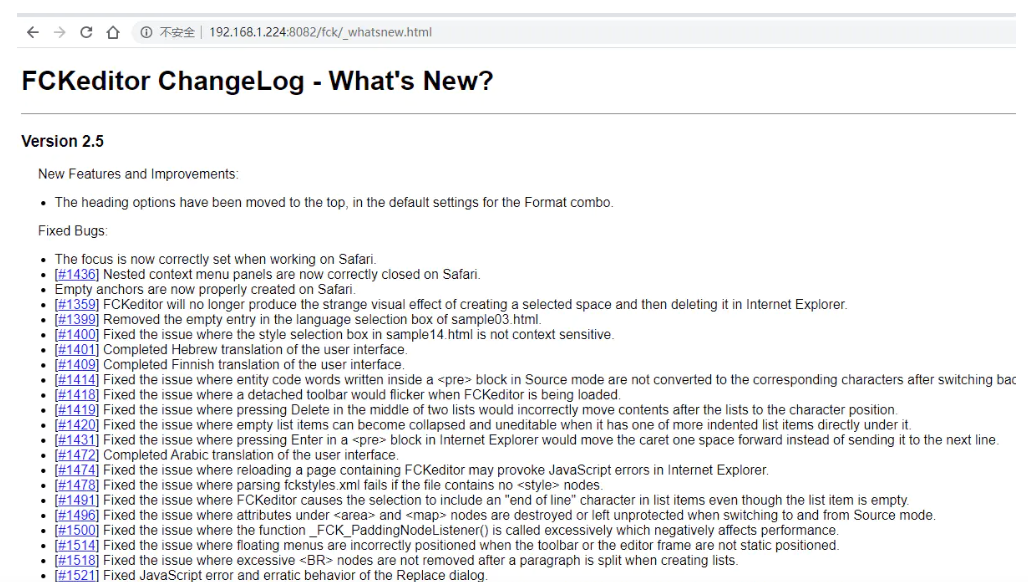 不安全 | 192.168.1.224:8082/fck/_whatsnew.html
FCKeditor ChangeLog - What's New?
Version 2.5
New Features and Improvements:
• The heading options have been moved to the top, in the default settings for the Format combo.
Fixed Bugs:
• The focus is now correctly set when working on Safari.
• [#1436] Nested context menu panels are now correctly closed on Safari.
• Empty anchors are now properly created on Safari.
• [#1359] FCKeditor will no longer produce the strange visual effect of creating a selected space and then deleting it in Internet Explorer.
• [#1399] Removed the empty entry in the language selection box of sample03.html.
• [#1400] Fixed the issue where the style selection box in sample14.html is not context sensitive.
• [#1401] Completed Hebrew translation of the user interface.
• [#1409] Completed Finnish translation of the user interface.
• [#1414] Fixed the issue where entity code words written inside a <pre> block in Source mode are not converted to the corresponding characters after switching bac
• [#1418] Fixed the issue where a detached toolbar would flicker when FCKeditor is being loaded.
• [#1419] Fixed the issue where pressing Delete in the middle of two lists would incorrectly move contents after the lists to the character position.
• [#1420] Fixed the issue where empty list items can become collapsed and uneditable when it has one of more indented list items directly under it.
• [#1431] Fixed the issue where pressing Enter in a <pre> block in Internet Explorer would move the caret one space forward instead of sending it to the next line.
• [#1472] Completed Arabic translation of the user interface.
• [#1474] Fixed the issue where reloading a page containing FCKeditor may provoke JavaScript errors in Internet Explorer.
• [#1478] Fixed the issue where parsing fckstyles.xml fails if the file contains no <style> nodes.
• [#1491] Fixed the issue where FCKeditor causes the selection to include an "end of line" character in list items even though the list item is empty.
• [#1496] Fixed the issue where attributes under <area> and <map> nodes are destroyed or left unprotected when switching to and from Source mode.
• [#1500] Fixed the issue where the function _FCK_PaddingNodeListener() is called excessively which negatively affects performance.
• [#1514] Fixed the issue where floating menus are incorrectly positioned when the toolbar or the editor frame are not static positioned.
• [#1518] Fixed the issue where excessive <BR> nodes are not removed after a paragraph is split when creating lists.
• [#1521] Fixed JavaScript error and erratic behavior of the Replace dialog.